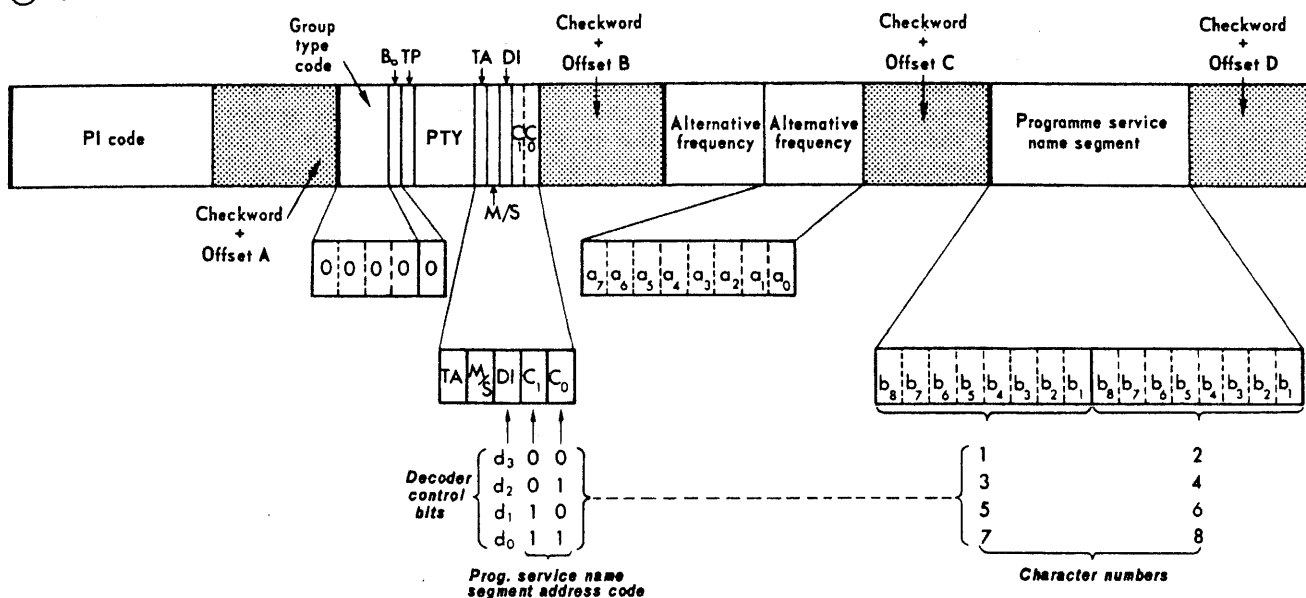 Group type code
B₀ TP
TA DI
Checkword + Offset B
Checkword + Offset C
Checkword + Offset D
PI code
PTY
C₁ C₀
Alternative frequency
Alternative frequency
Programme service name segment
Checkword + Offset A
M/S
0 0 0 0 0
a₇ a₆ a₅ a₄ a₃ a₂ a₁ a₀
TA M/S DI C₁ C₀
b₈ b₇ b₆ b₅ b₄ b₃ b₂ b₁ b₈ b₇ b₆ b₅ b₄ b₃ b₂ b₁
Decoder control bits
d₃ 0 0
d₂ 0 1
d₁ 1 0
d₀ 1 1
1 2
3 4
5 6
7 8
Prog. service name segment address code
Character numbers